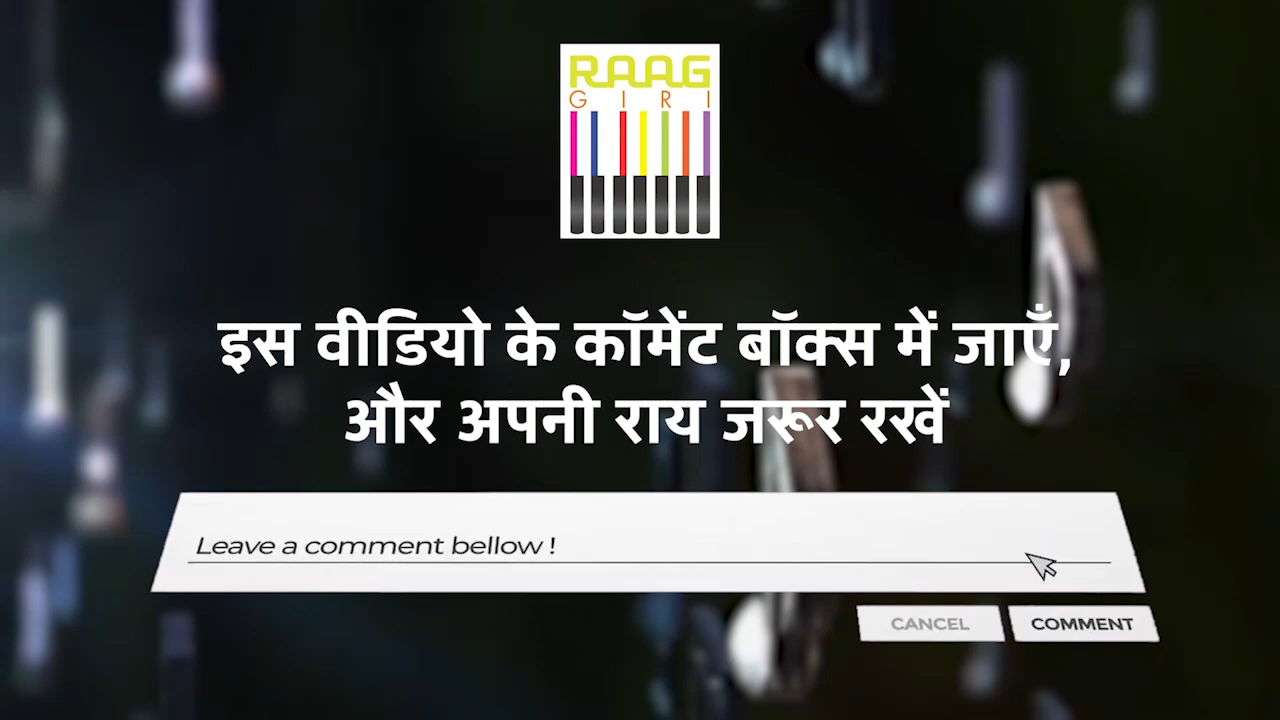 RAAG
GIRI
इस वीडियो के कॉमेंट बॉक्स में जाएँ,
और अपनी राय जरूर रखें
Leave a comment bellow !
CANCEL
COMMENT